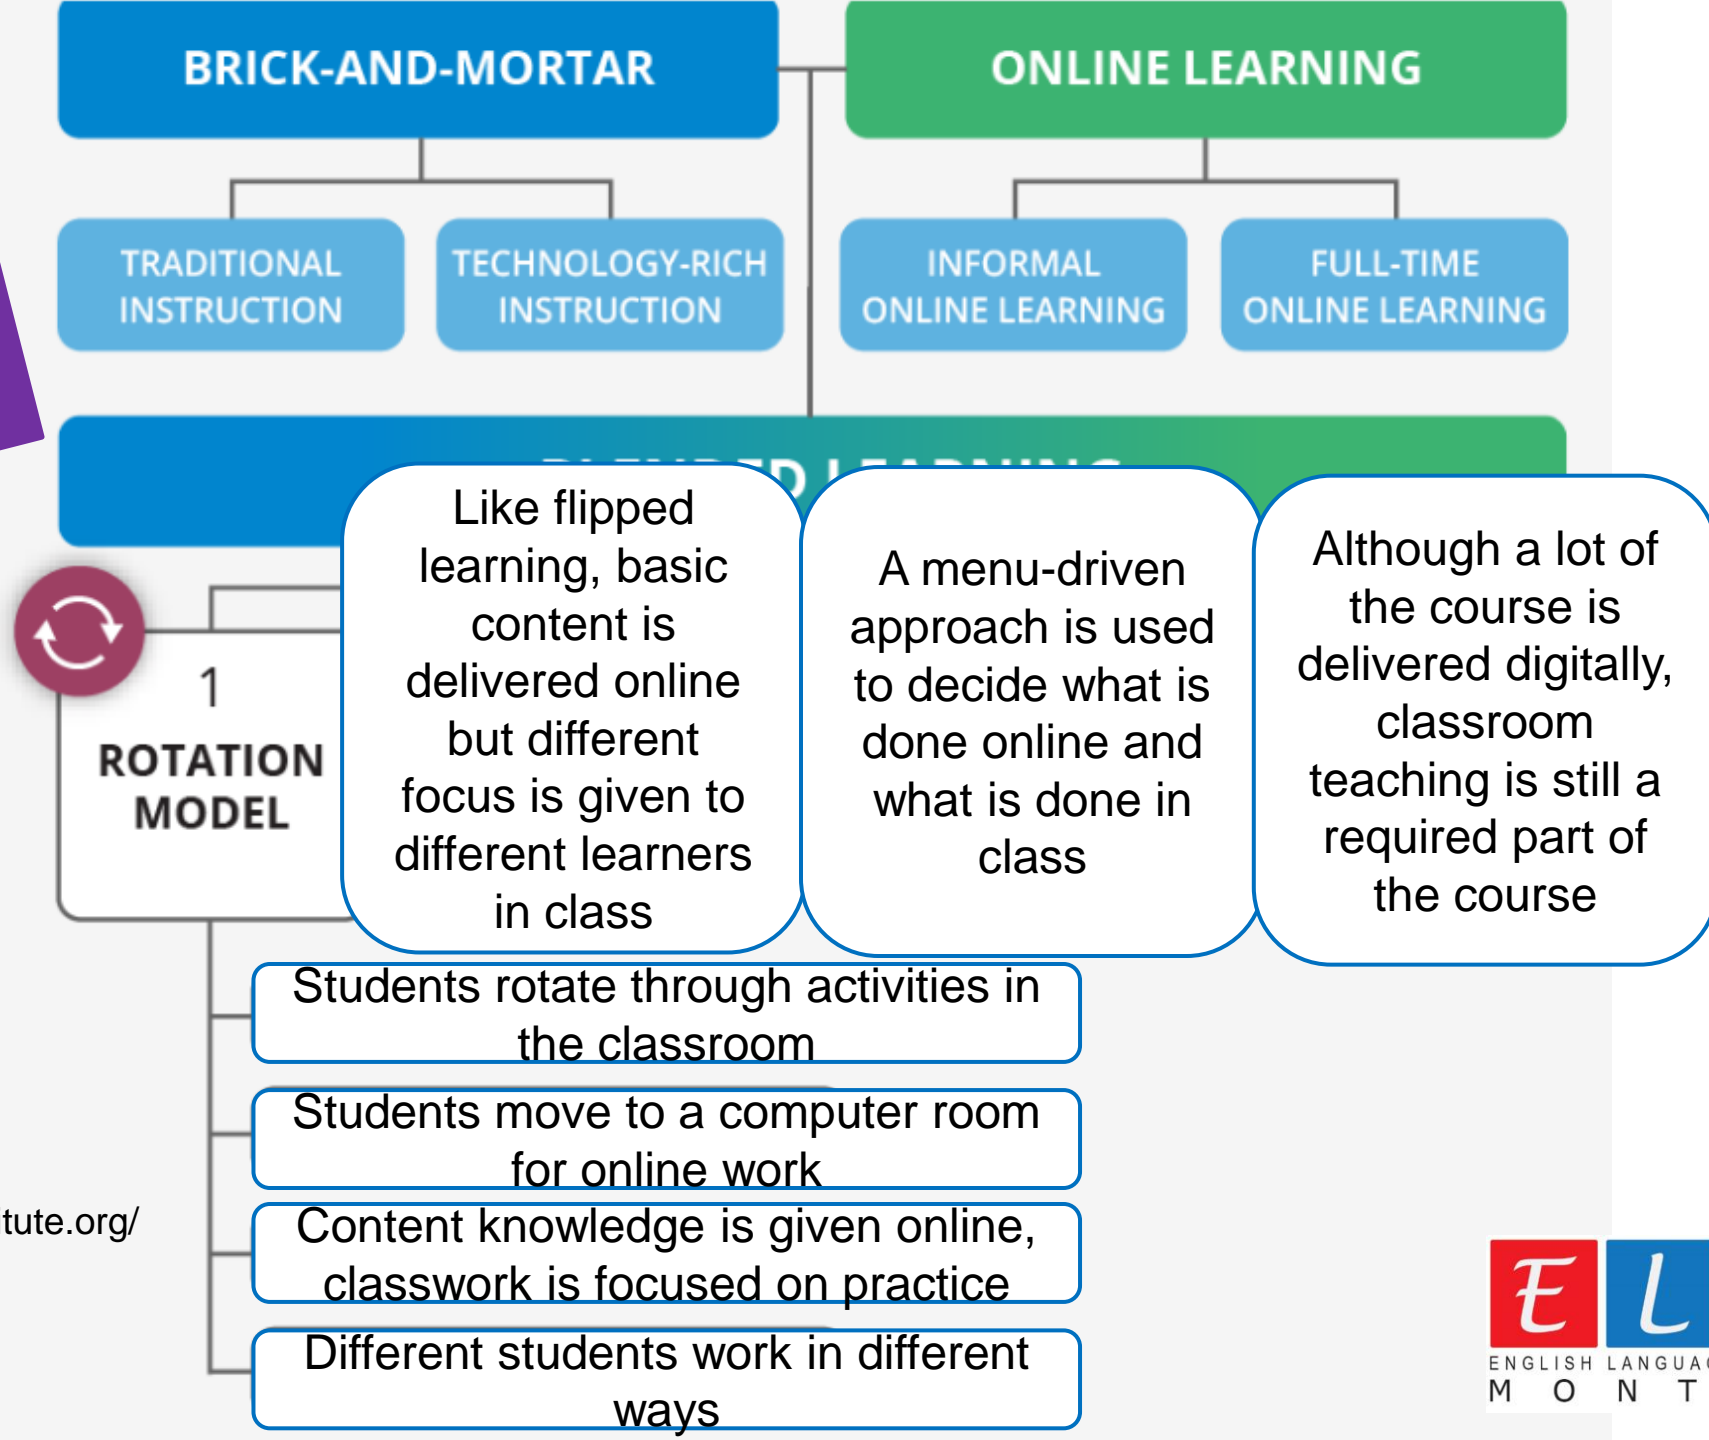 BRICK-AND-MORTAR
ONLINE LEARNING
TRADITIONAL
INSTRUCTION
TECHNOLOGY-RICH
INSTRUCTION
INFORMAL
ONLINE LEARNING
FULL-TIME
ONLINE LEARNING
BLENDED LEARNING
1
ROTATION
MODEL
Like flipped
learning, basic
content is
delivered online
but different
focus is given to
different learners
in class
A menu-driven
approach is used
to decide what is
done online and
what is done in
class
Although a lot of
the course is
delivered digitally,
classroom
teaching is still a
required part of
the course
Students rotate through activities in
the classroom
Students move to a computer room
for online work
Content knowledge is given online,
classwork is focused on practice
Different students work in different
ways
itute.org/
E L
ENGLISH LANGUA
M O N T